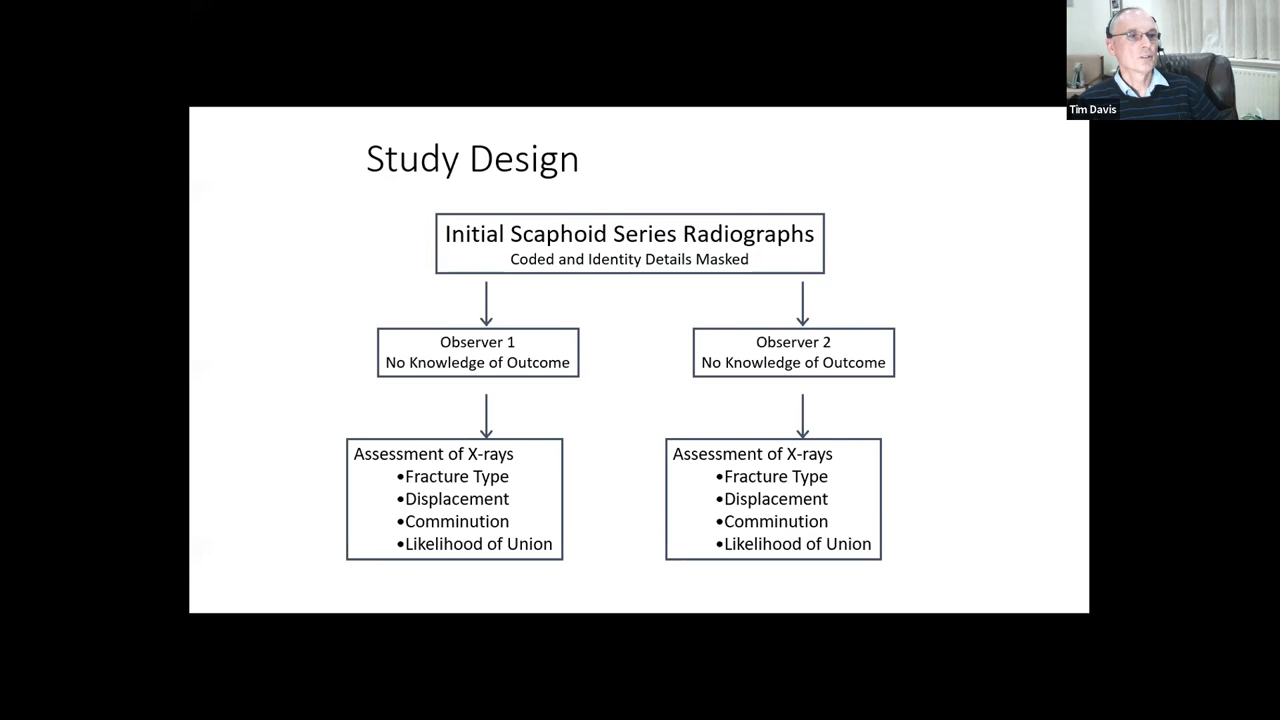 Tim Davis
Study Design
Initial Scaphoid Series Radiographs
Coded and Identity Details Masked
Observer 1
No Knowledge of Outcome
Observer 2
No Knowledge of Outcome
Assessment of X-rays
•Fracture Type
•Displacement
•Comminution
•Likelihood of Union
Assessment of X-rays
•Fracture Type
•Displacement
•Comminution
•Likelihood of Union